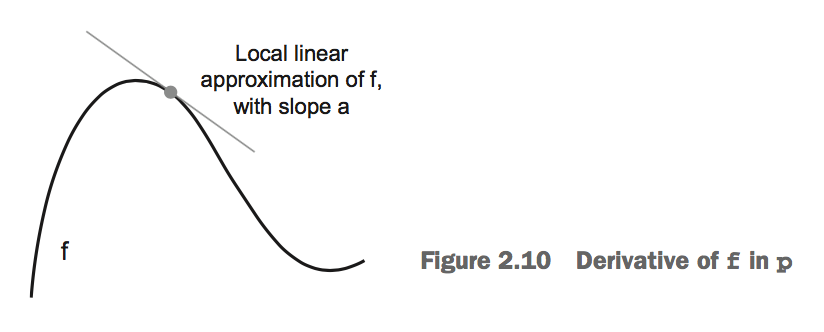 Local linear
approximation of f,
with slope a
f
Figure 2.10 Derivative of f in p